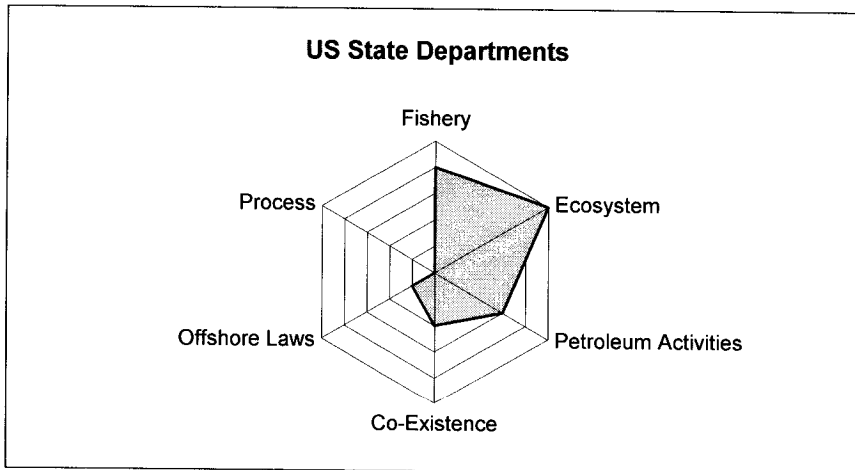 US State Departments
Fishery
Process
Ecosystem
Offshore Laws
Petroleum Activities
Co-Existence